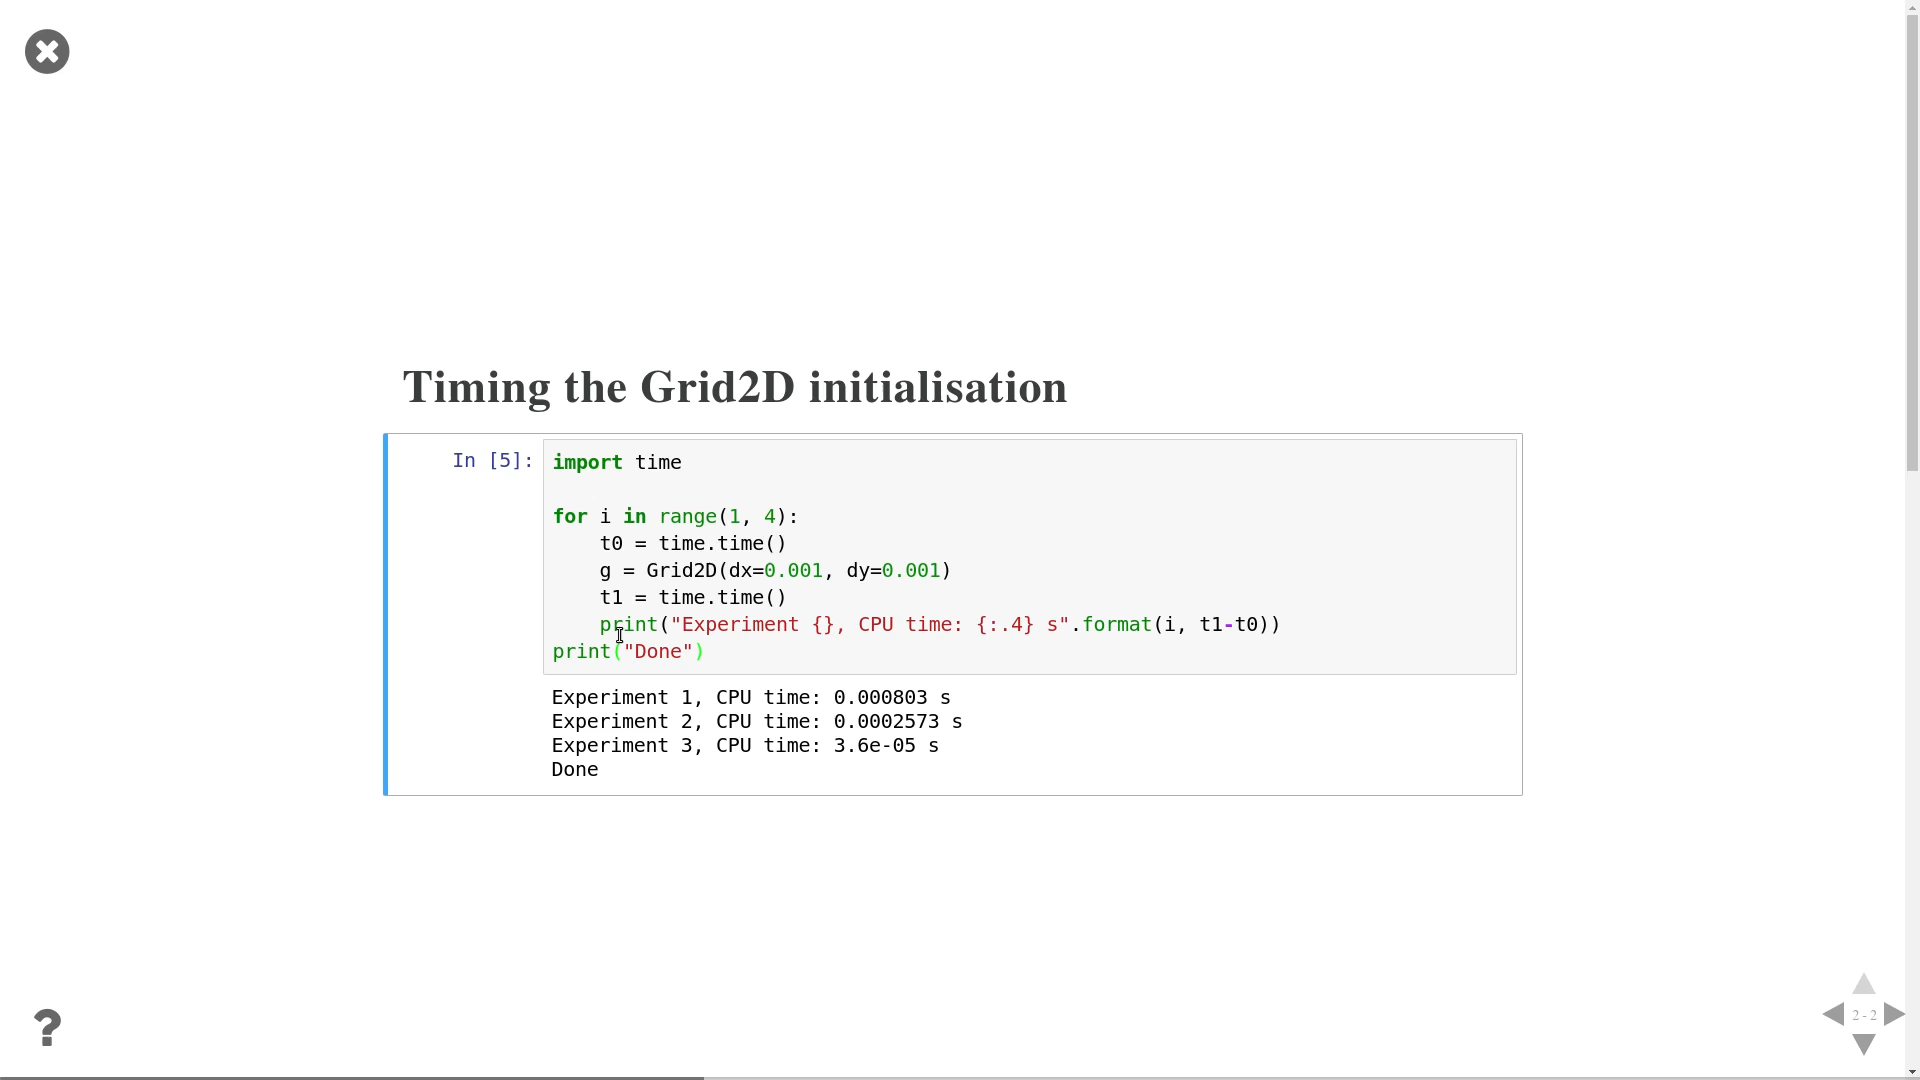 Timing the Grid2D initialisation
In [5]:
import time
for i in range(1, 4):
    t0 = time.time()
    g = Grid2D(dx=0.001, dy=0.001)
    t1 = time.time()
    print("Experiment {}, CPU time: {:.4} s".format(i, t1-t0))
print("Done")
Experiment 1, CPU time: 0.000803 s
Experiment 2, CPU time: 0.0002573 s
Experiment 3, CPU time: 3.6e-05 s
Done
?
2-2